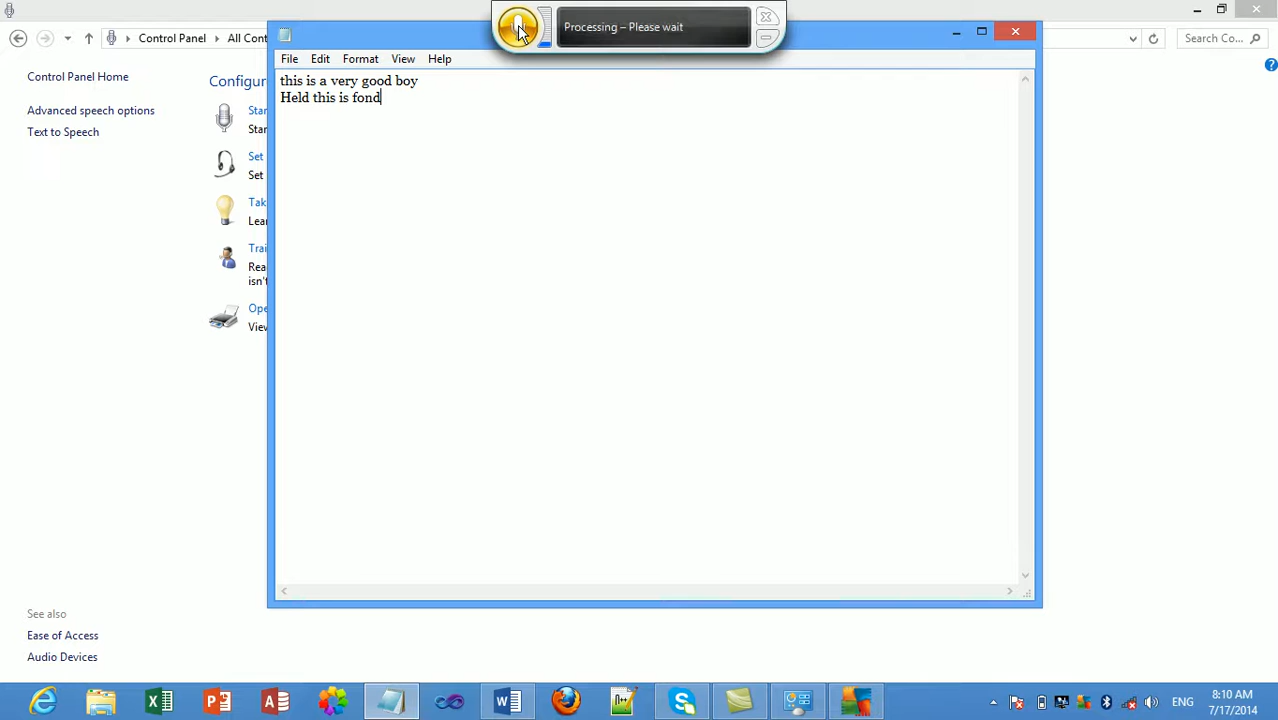 Processing – Please wait
Control Panel
All Cont
Search Co...
File Edit Format View Help
this is a very good boy
Held this is fond
Control Panel Home
Advanced speech options
Text to Speech
Configur
Star
Star
Set
Set
Tak
Lear
Trai
Rea
isn't
Ope
View
See also
Ease of Access
Audio Devices
ENG
8:10 AM
7/17/2014